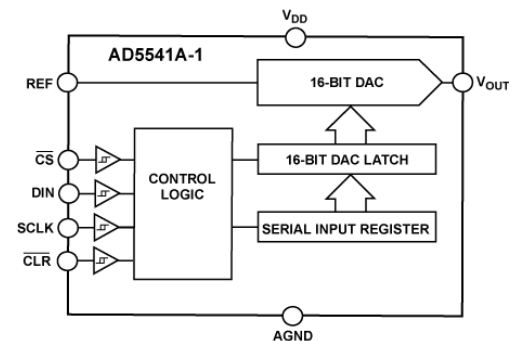 VDD
AD5541A-1
REF
16-BIT DAC
VOUT
CS
16-BIT DAC LATCH
DIN
CONTROL
LOGIC
SCLK
SERIAL INPUT REGISTER
CLR
AGND